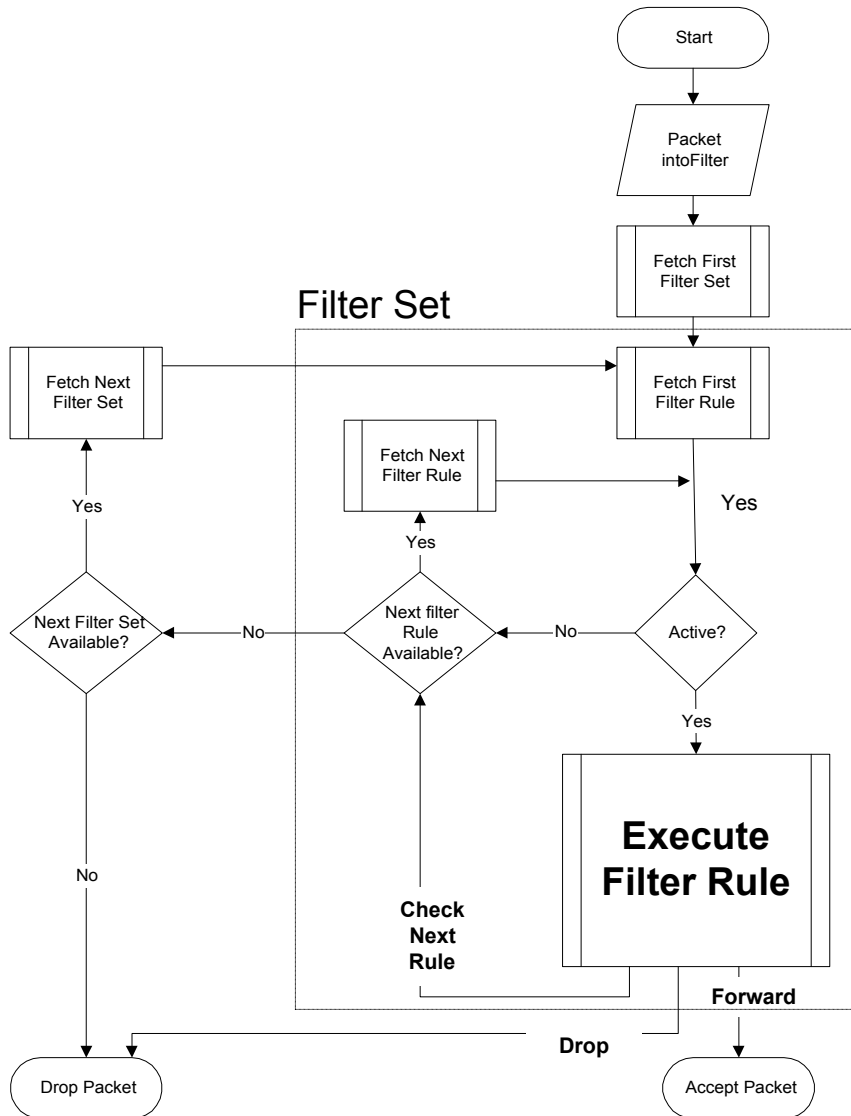 Start
Packet
intoFilter
Fetch First
Filter Set
Filter Set
Fetch Next
Filter Set
Fetch First
Filter Rule
Fetch Next
Filter Rule
Yes
Yes
Yes
Next Filter Set
Available?
No
Next filter
Rule
Available?
No
Active?
Yes
Execute
Filter Rule
No
Check
Next
Rule
Forward
Drop
Drop Packet
Accept Packet